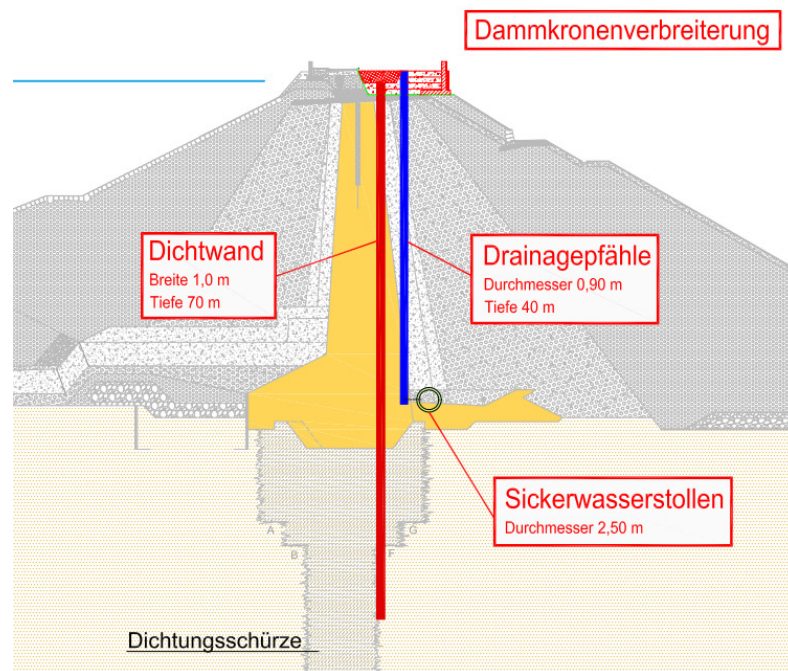 Dammkronenverbreiterung
Dichtwand
Breite 1,0 m
Tiefe 70 m
Drainagepfähle
Durchmesser 0,90 m
Tiefe 40 m
Sickerwasserstollen
Durchmesser 2,50 m
A
G
B
F
Dichtungsschürze